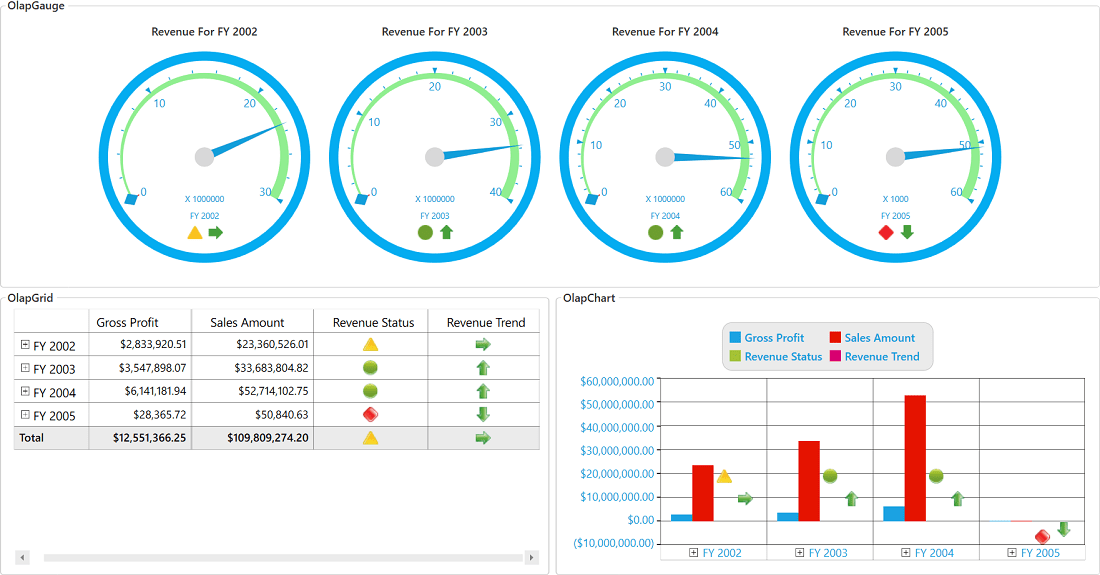 OlapGauge
Revenue For FY 2002
0
10
20
30
X 1000000
FY 2002
Revenue For FY 2003
0
10
20
30
40
X 1000000
FY 2003
Revenue For FY 2004
0
10
20
30
40
50
60
X 1000000
FY 2004
Revenue For FY 2005
0
10
20
30
40
50
60
X 1000
FY 2005
OlapGrid
Gross Profit Sales Amount Revenue Status Revenue Trend
FY 2002 $2,833,920.51 $23,360,526.01
FY 2003 $3,547,898.07 $33,683,804.82
FY 2004 $6,141,181.94 $52,714,102.75
FY 2005 $28,365.72 $50,840.63
Total $12,551,366.25 $109,809,274.20
OlapChart
Gross Profit Sales Amount
Revenue Status Revenue Trend
$60,000,000.00
$50,000,000.00
$40,000,000.00
$30,000,000.00
$20,000,000.00
$10,000,000.00
$0.00
($10,000,000.00)
FY 2002 FY 2003 FY 2004 FY 2005